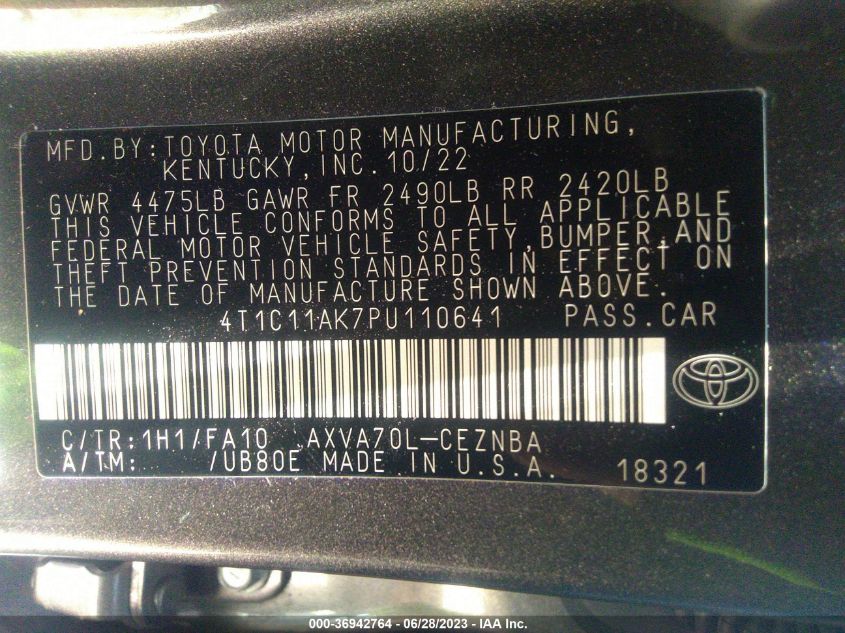 MFD.BY:TOYOTA MOTOR MANUFACTURING,
KENTUCKY,INC.10/22
GVWR 4475LB GAWR FR 2490LB RR 2420LB
THIS VEHICLE CONFORMS TO ALL APPLICABLE
FEDERAL MOTOR VEHICLE SAFETY,BUMPER,AND
THEFT PREVENTION STANDARDS IN EFFECT ON
THE DATE OF MANUFACTURE SHOWN ABOVE.
4T1C11AK7PU110641 PASS.CAR
C/TR:1H1/FA10 AXVA70L-CEZNBA
A/TM: /UB80E MADE IN U.S.A. 18321
000-36942764 - 06/28/2023 - IAA Inc.